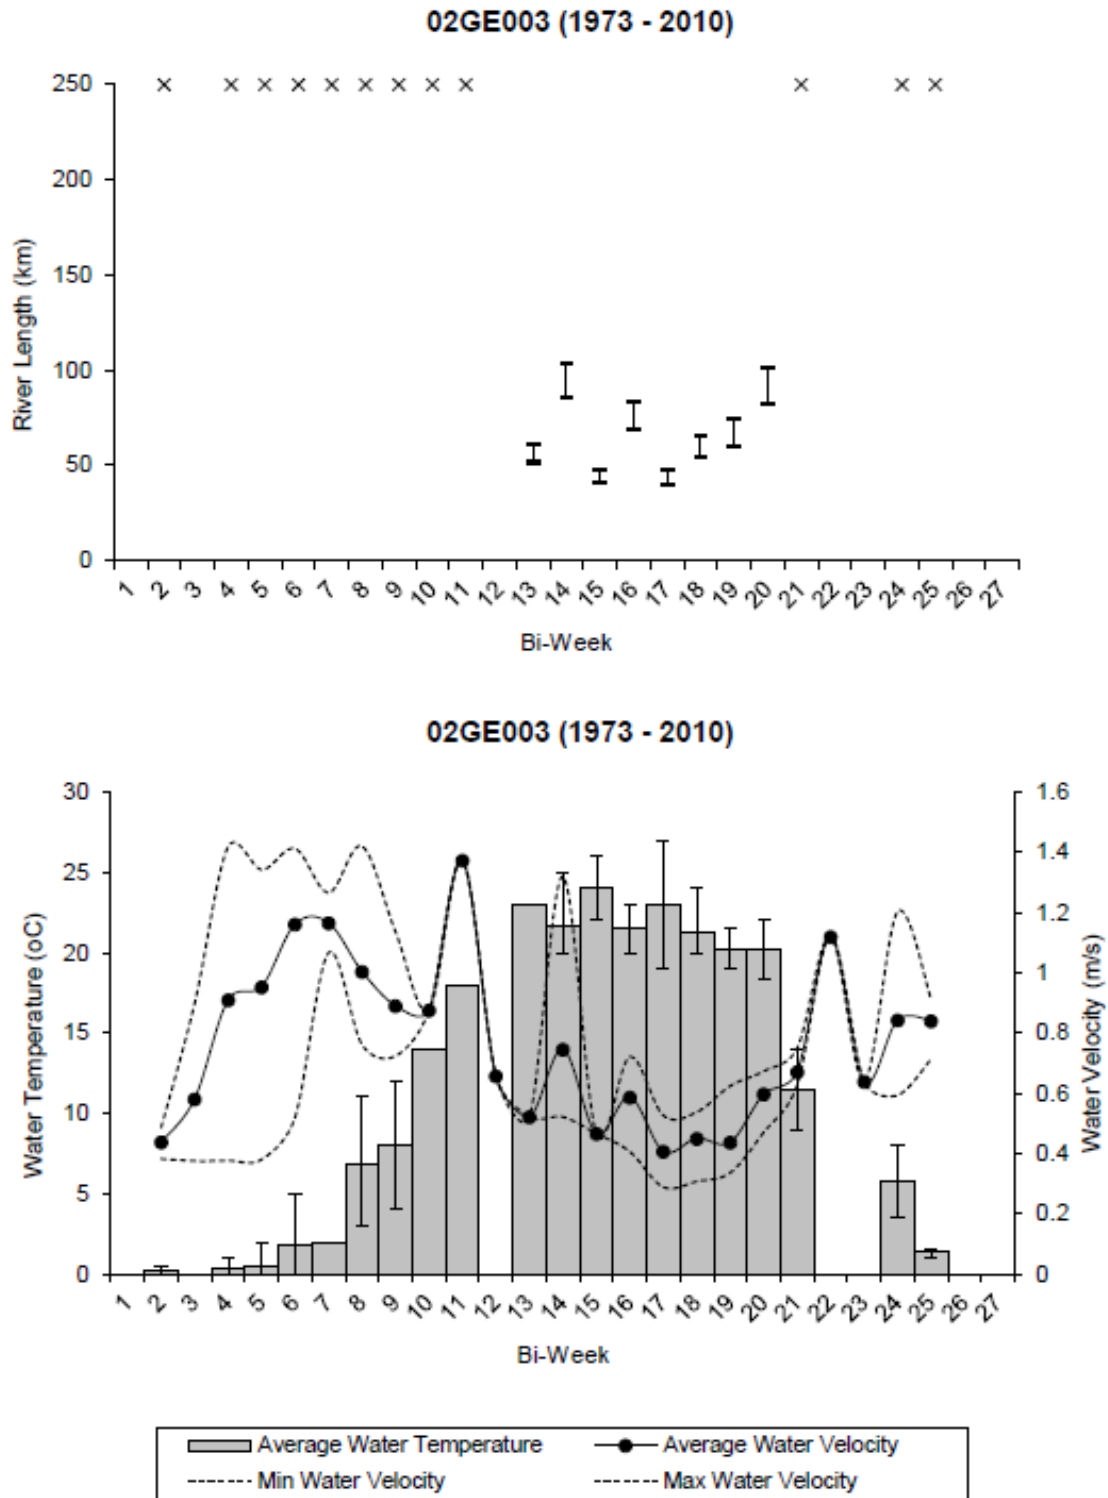 02GE003 (1973 - 2010)
250
200
150
100
50
0
River Length (km)
1 2 3 4 5 6 7 8 9 10 11 12 13 14 15 16 17 18 19 20 21 22 23 24 25 26 27
Bi-Week
02GE003 (1973 - 2010)
30
25
20
15
10
5
0
Water Temperature (oC)
1.6
1.4
1.2
1
0.8
0.6
0.4
0.2
0
Water Velocity (m/s)
1 2 3 4 5 6 7 8 9 10 11 12 13 14 15 16 17 18 19 20 21 22 23 24 25 26 27
Bi-Week
Average Water Temperature
Average Water Velocity
Min Water Velocity
Max Water Velocity